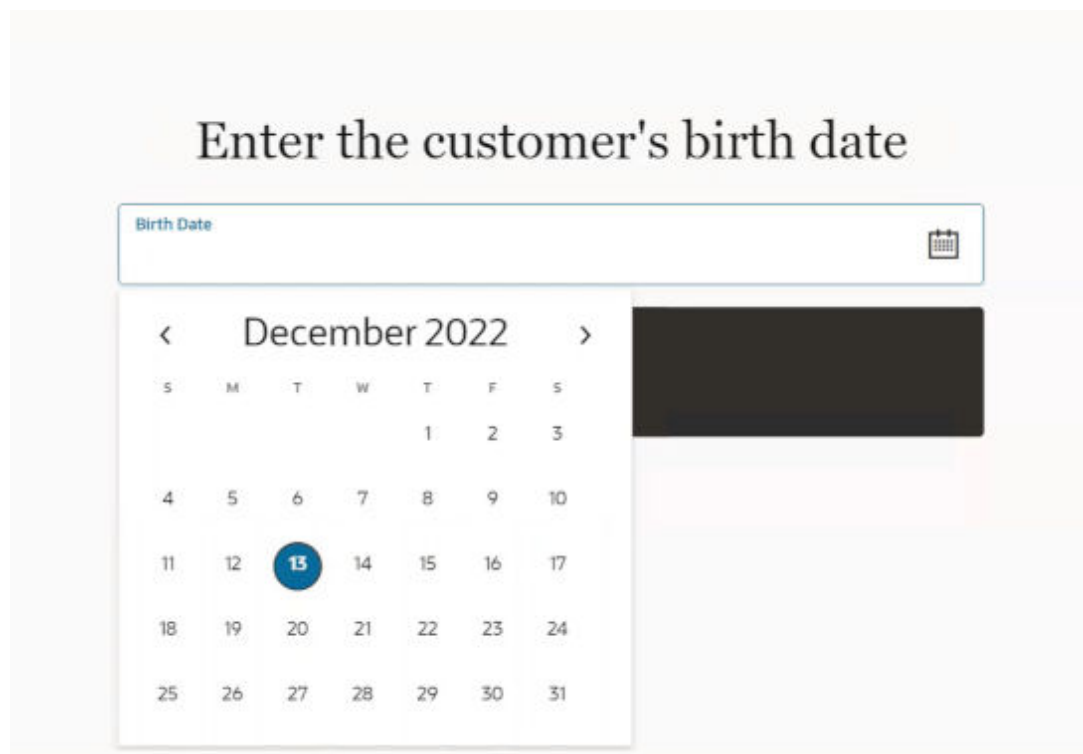 Enter the customer's birth date
Birth Date
December 2022
S M T W T F S
1 2 3
4 5 6 7 8 9 10
11 12 13 14 15 16 17
18 19 20 21 22 23 24
25 26 27 28 29 30 31